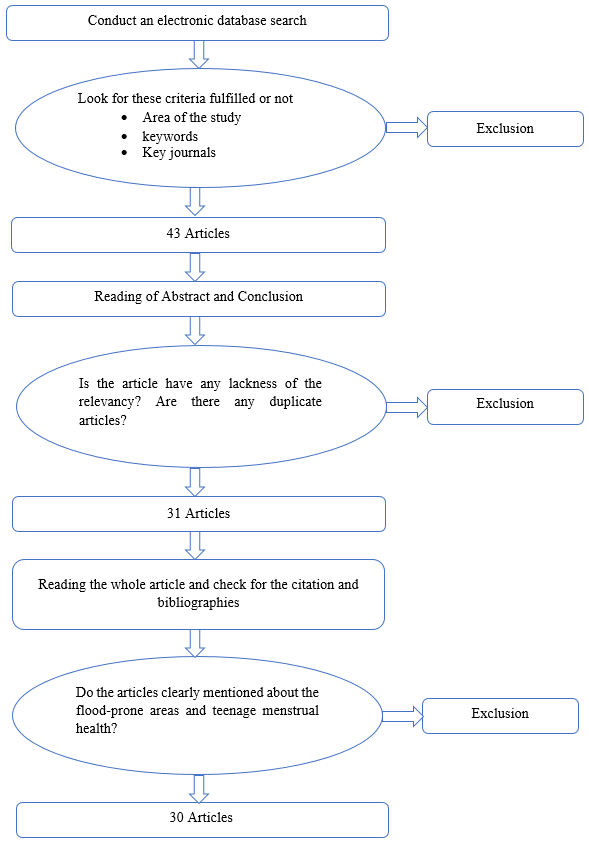 Conduct an electronic database search
Look for these criteria fulfilled or not
• Area of the study
• keywords
• Key journals
Exclusion
43 Articles
Reading of Abstract and Conclusion
Is the article have any lackness of the
relevancy? Are there any duplicate
articles?
Exclusion
31 Articles
Reading the whole article and check for the citation and
bibliographies
Do the articles clearly mentioned about the
flood-prone areas and teenage menstrual
health?
Exclusion
30 Articles